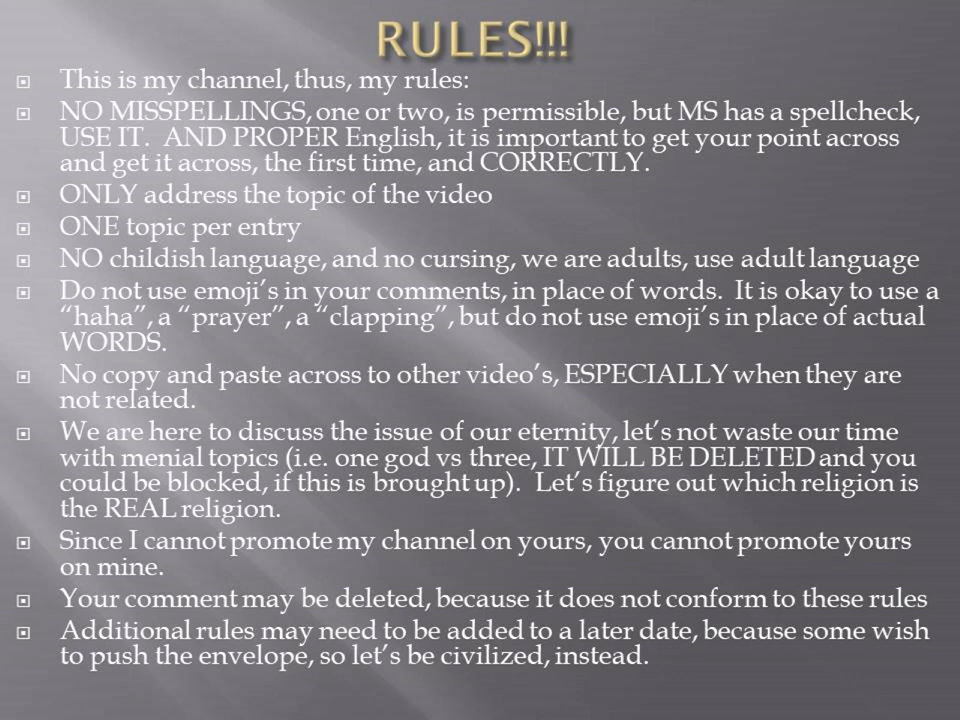 RULES!!!
This is my channel, thus, my rules:
NO MISSPELLINGS, one or two, is permissible, but MS has a spellcheck,
USE IT.  AND PROPER English, it is important to get your point across
and get it across, the first time, and CORRECTLY.
ONLY address the topic of the video
ONE topic per entry
NO childish language, and no cursing, we are adults, use adult language
Do not use emoji’s in your comments, in place of words.  It is okay to use a
“haha”, a “prayer”, a “clapping”, but do not use emoji’s in place of actual
WORDS.
No copy and paste across to other video’s, ESPECIALLY when they are
not related.
We are here to discuss the issue of our eternity, let’s not waste our time
with menial topics (i.e. one god vs three, IT WILL BE DELETED and you
could be blocked, if this is brought up).  Let’s figure out which religion is
the REAL religion.
Since I cannot promote my channel on yours, you cannot promote yours
on mine.
Your comment may be deleted, because it does not conform to these rules
Additional rules may need to be added to a later date, because some wish
to push the envelope, so let’s be civilized, instead.